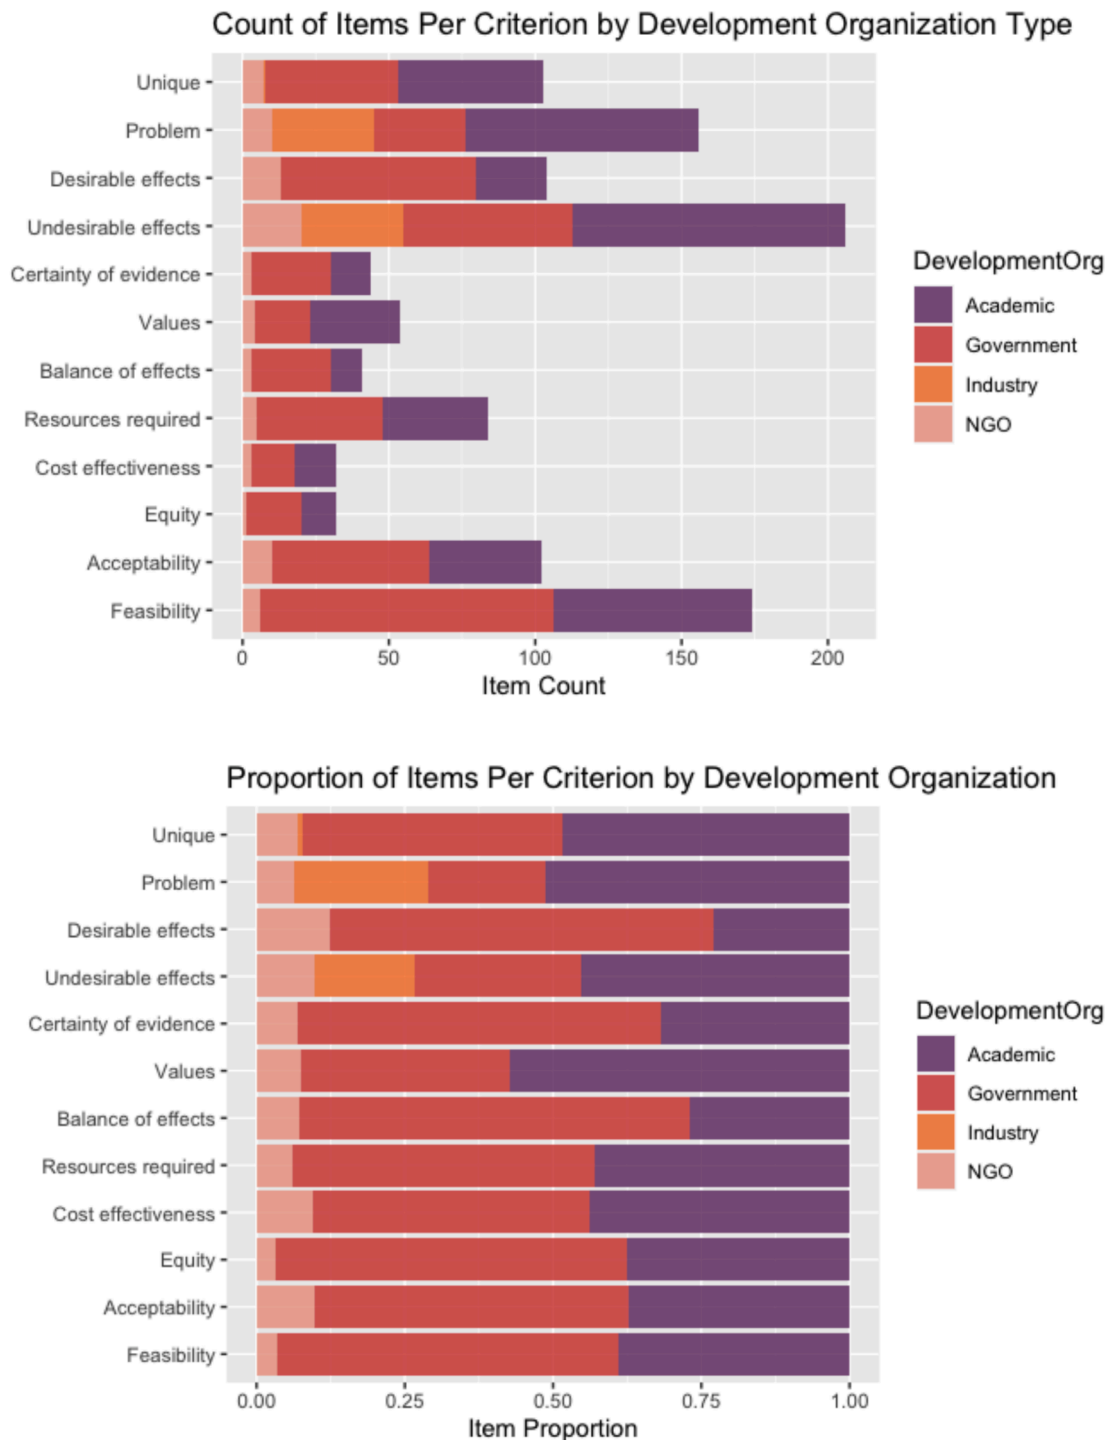 Count of Items Per Criterion by Development Organization Type
Unique
Problem
Desirable effects
Undesirable effects
Certainty of evidence
Values
Balance of effects
Resources required
Cost effectiveness
Equity
Acceptability
Feasibility
0 50 100 150 200
Item Count
DevelopmentOrg
Academic
Government
Industry
NGO
Proportion of Items Per Criterion by Development Organization
Unique
Problem
Desirable effects
Undesirable effects
Certainty of evidence
Values
Balance of effects
Resources required
Cost effectiveness
Equity
Acceptability
Feasibility
0.00 0.25 0.50 0.75 1.00
Item Proportion
DevelopmentOrg
Academic
Government
Industry
NGO